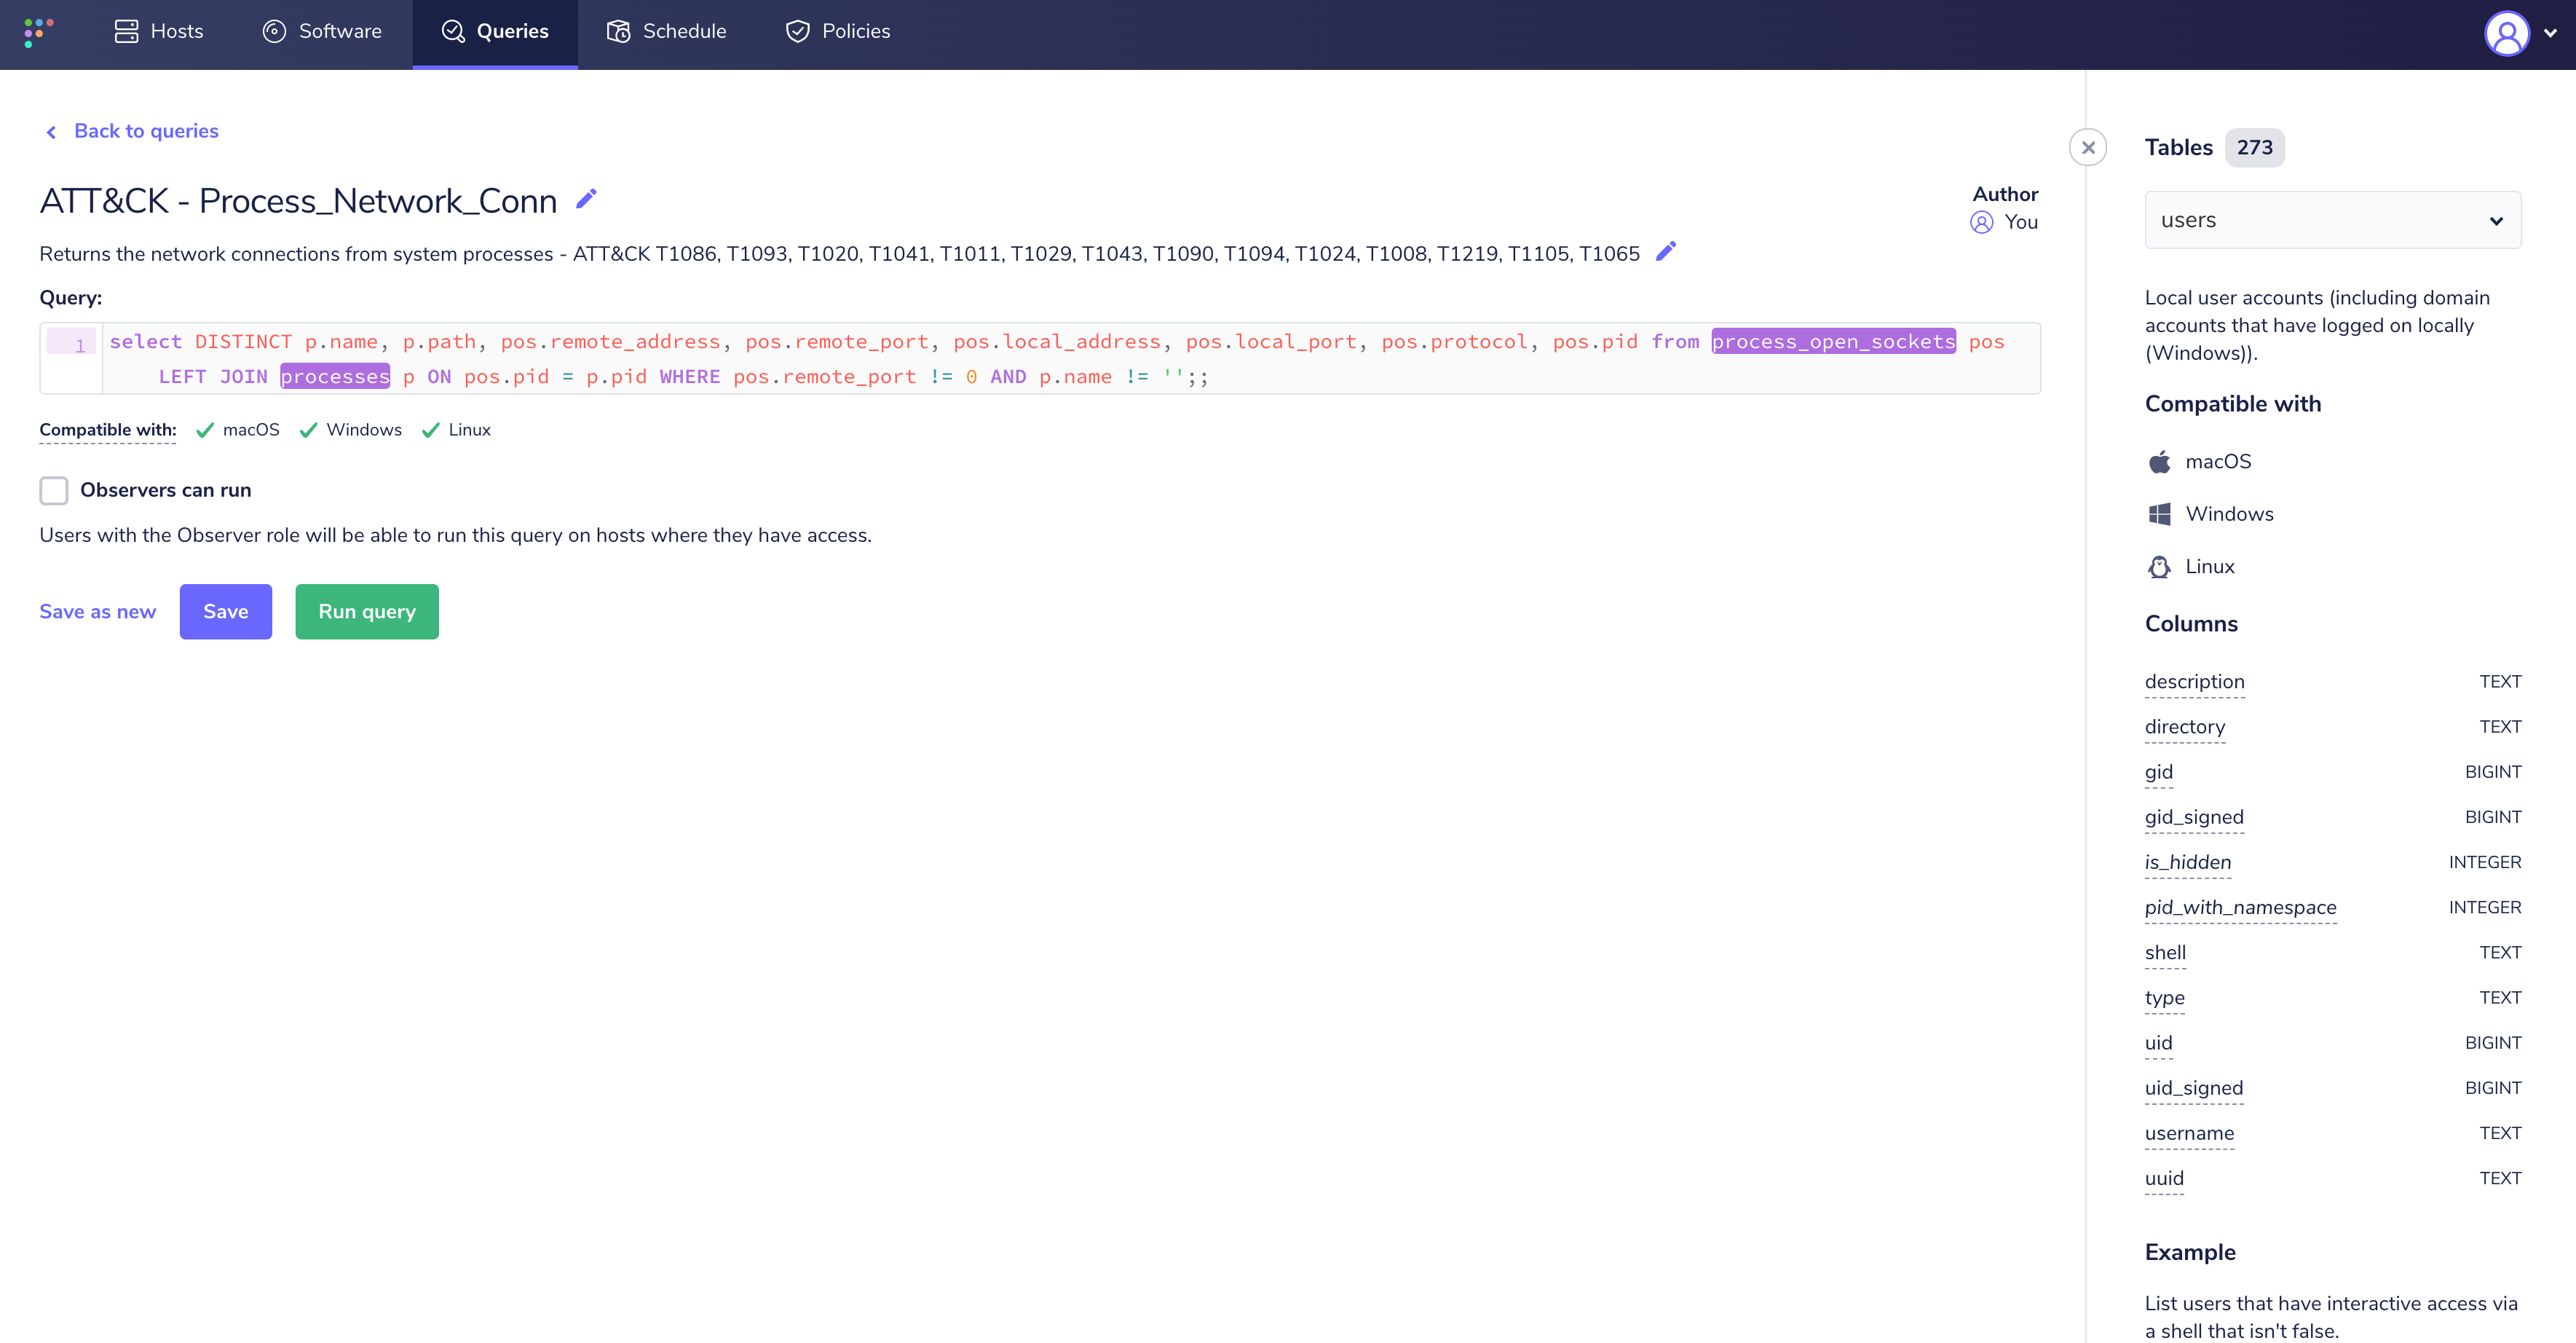 Hosts
Software
Queries
Schedule
Policies
Back to queries
ATT&CK - Process_Network_Conn
Author
You
Returns the network connections from system processes - ATT&CK T1086, T1093, T1020, T1041, T1011, T1029, T1043, T1090, T1094, T1024, T1008, T1219, T1105, T1065
Query:
1
select DISTINCT p.name, p.path, pos.remote_address, pos.remote_port, pos.local_address, pos.local_port, pos.protocol, pos.pid from process_open_sockets pos
LEFT JOIN processes p ON pos.pid = p.pid WHERE pos.remote_port != 0 AND p.name != '';;
Compatible with: macOS Windows Linux
Observers can run
Users with the Observer role will be able to run this query on hosts where they have access.
Save as new
Save
Run query
Tables 273
users
Local user accounts (including domain
accounts that have logged on locally
(Windows)).
Compatible with
macOS
Windows
Linux
Columns
description TEXT
directory TEXT
gid BIGINT
gid_signed BIGINT
is_hidden INTEGER
pid_with_namespace INTEGER
shell TEXT
type TEXT
uid BIGINT
uid_signed BIGINT
username TEXT
uuid TEXT
Example
List users that have interactive access via
a shell that isn't false.